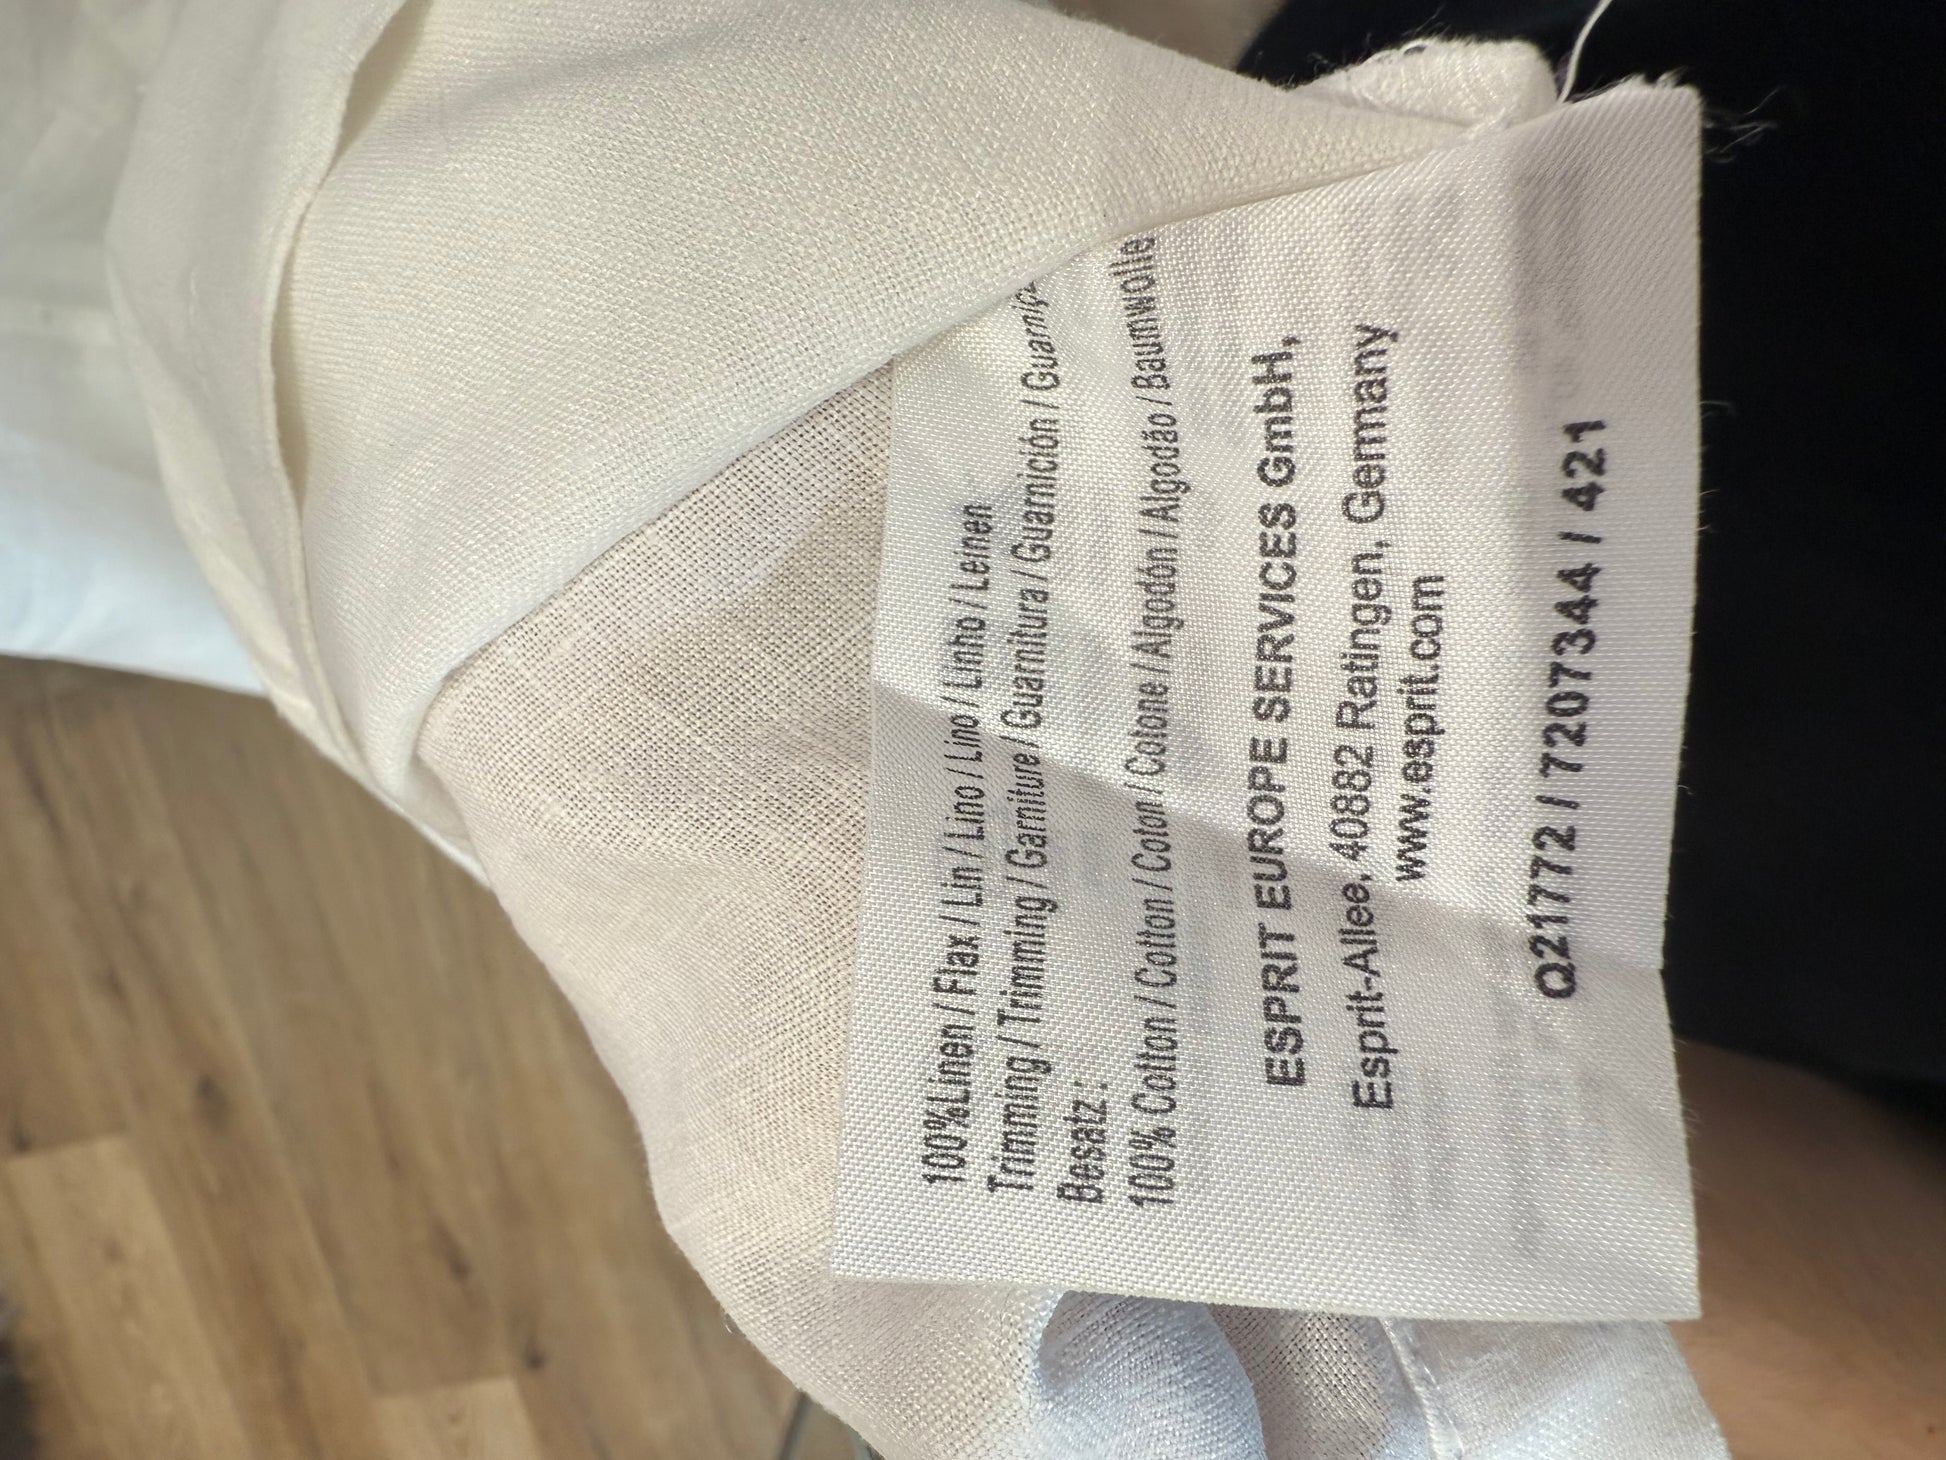 100%Linen / Flax / Lin / Lino / Lino / Linho / Leinen
Trimming / Trimming / Garniture / Guarnitura / Guarnición /
Besatz :
100% Cotton / Cotton / Coton / Cotone / Algodón / Algodão / Baumwolle
ESPRIT EUROPE SERVICES GmbH,
Esprit-Allee, 40882 Ratingen, Germany
www.esprit.com
Q21772 / 7207344 / 421